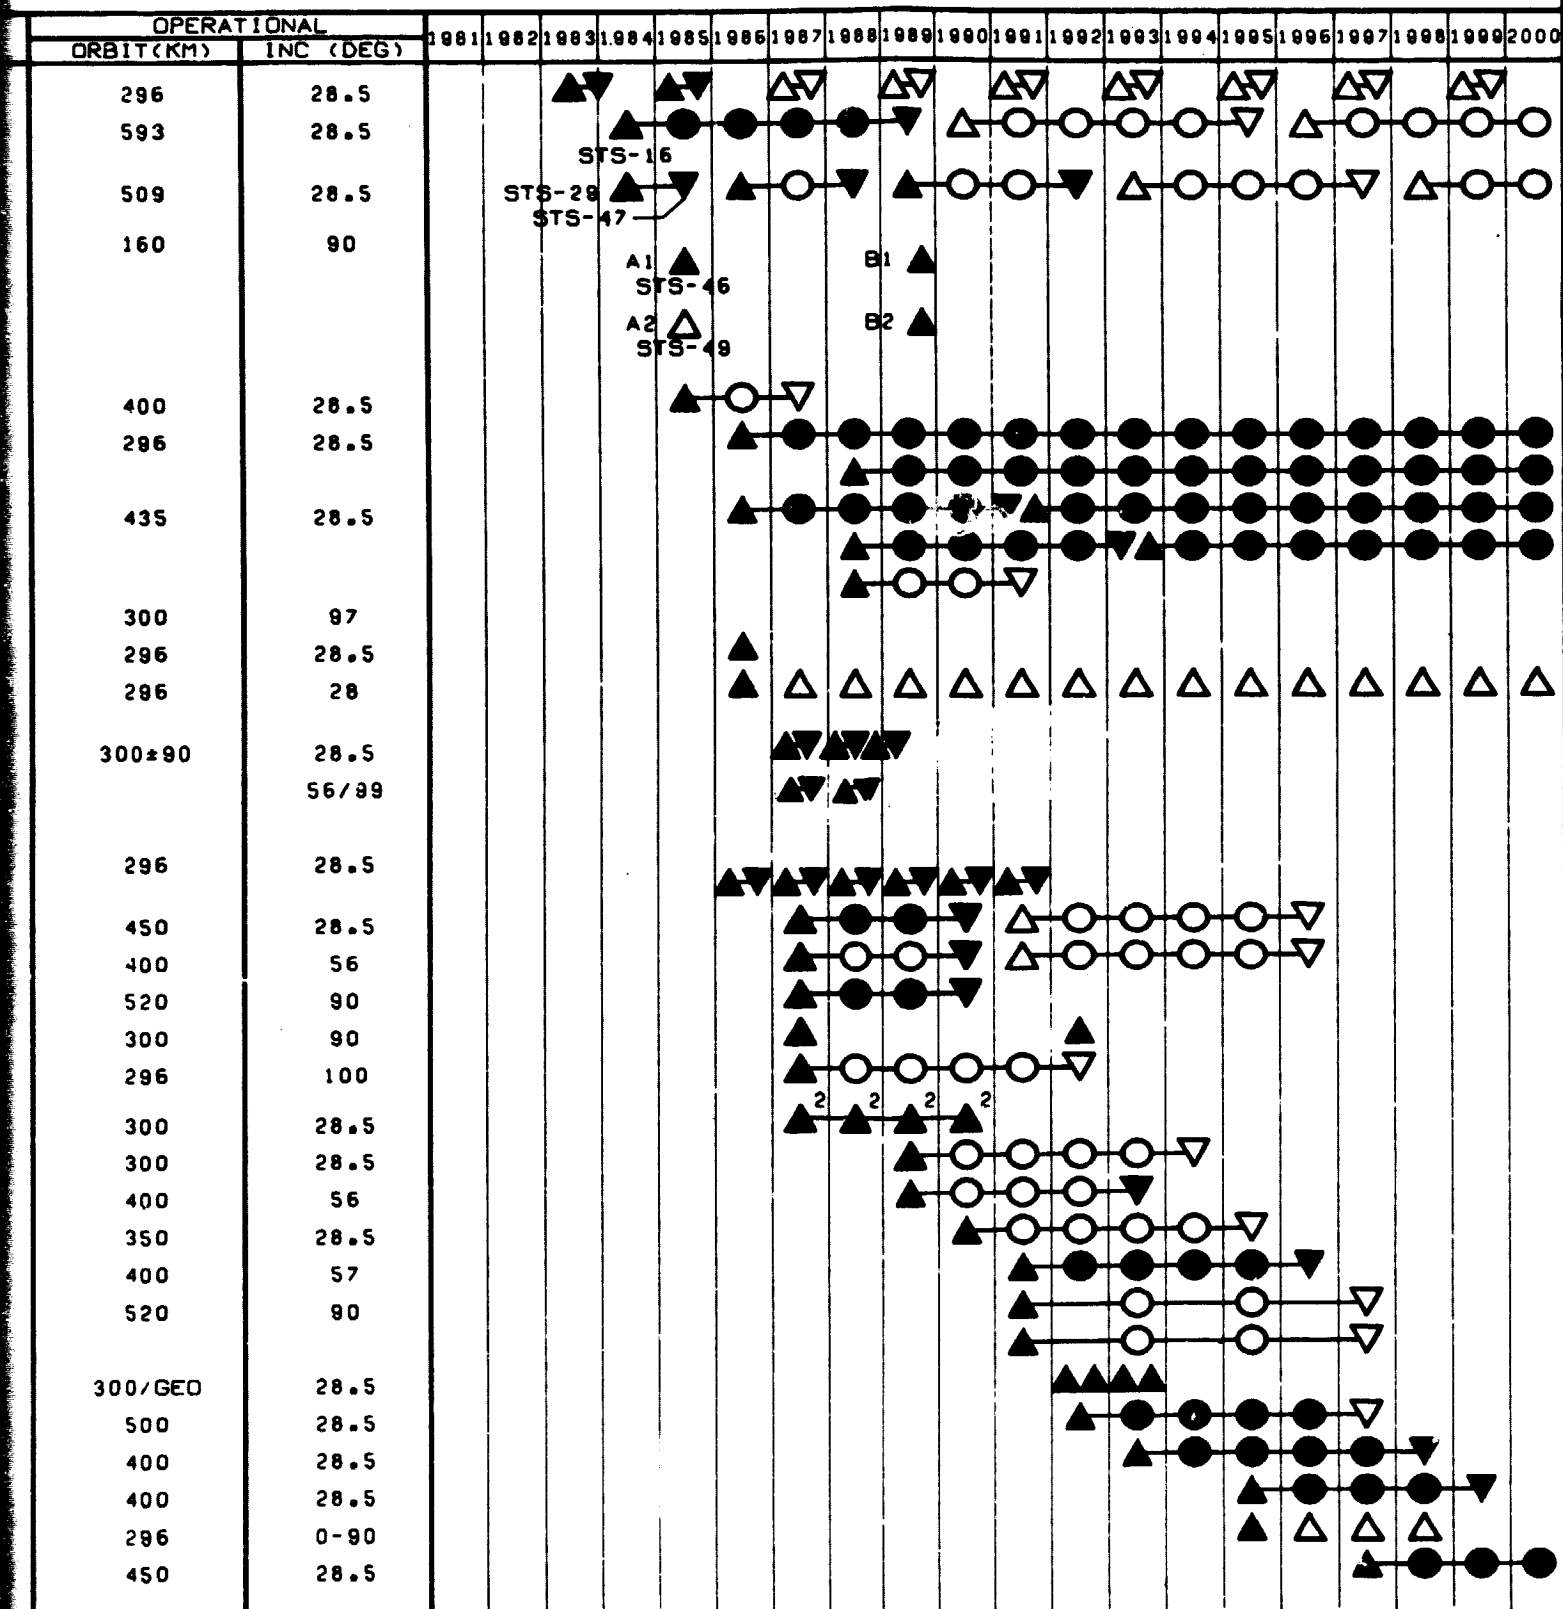 OPERATIONAL
ORBIT(KM) INC (DEG) 1981 1982 1983 1984 1985 1986 1987 1988 1989 1990 1991 1992 1993 1994 1995 1996 1997 1998 1999 2000
296 28.5
593 28.5
STS-16
509 28.5 STS-28
STS-47
160 90
A1 B1
STS-46
A2 B2
STS-49
400 28.5
296 28.5
435 28.5
300 97
296 28.5
296 28
300±90 28.5
56/99
296 28.5
450 28.5
400 56
520 90
300 90
296 100
2 2 2 2
300 28.5
300 28.5
400 56
350 28.5
400 57
520 90
300/GEO 28.5
500 28.5
400 28.5
400 28.5
296 0-90
450 28.5